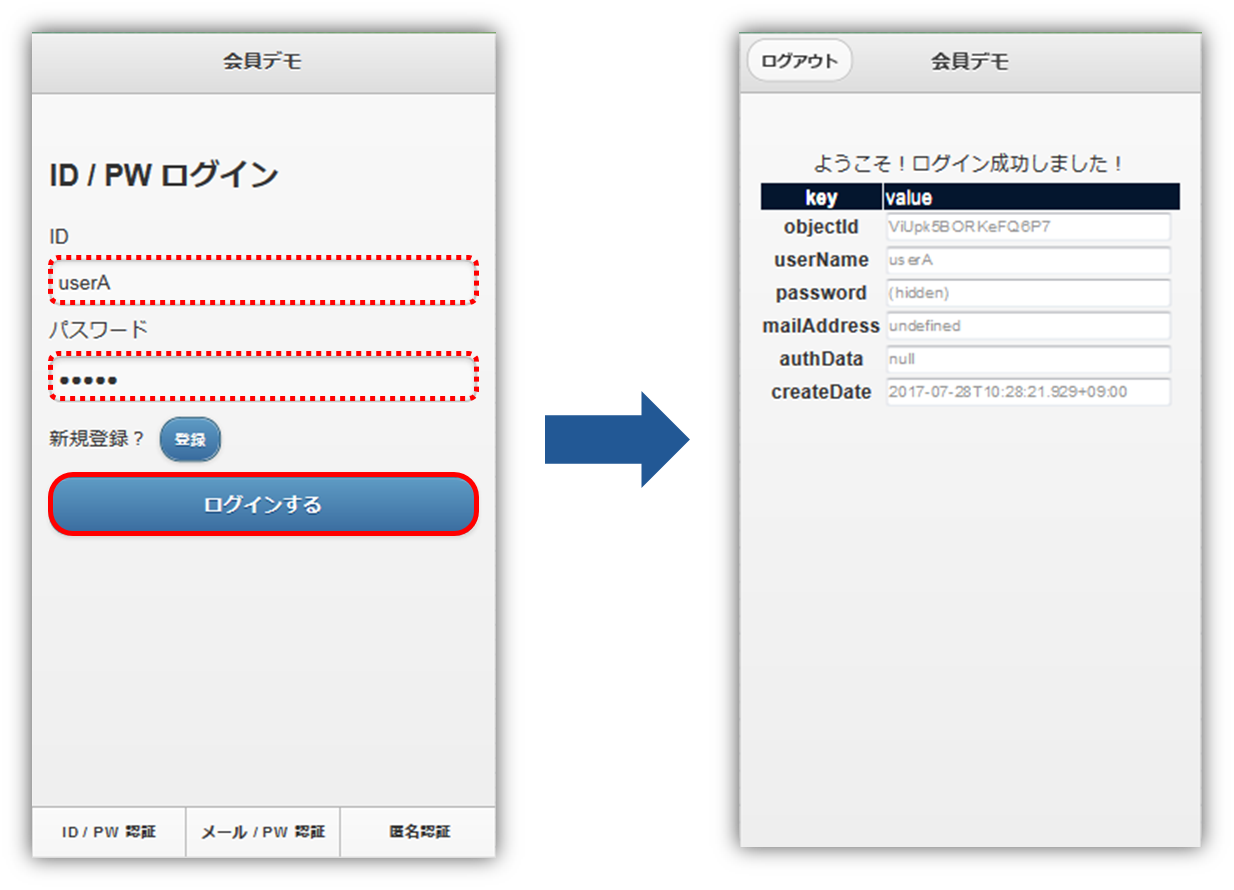 会員デモ
ID / PW ログイン
ID
userA
パスワード
•••••
新規登録？ 登録
ログインする
ID / PW 認証 メール / PW 認証 匿名認証
ログアウト 会員デモ
ようこそ！ログイン成功しました！
key value
objectId ViUpk5BORKeFQ6P7
userName userA
password (hidden)
mailAddress undefined
authData null
createDate 2017-07-28T10:28:21.929+09:00